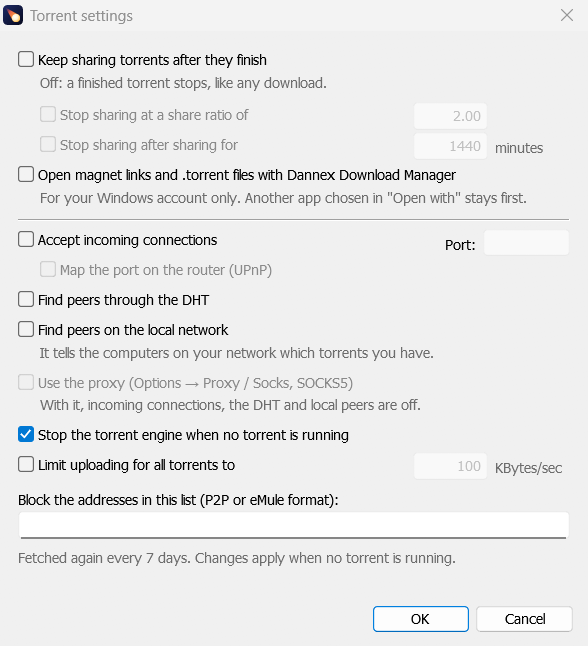 Torrent settings
Keep sharing torrents after they finish
Off: a finished torrent stops, like any download.
Stop sharing at a share ratio of 2.00
Stop sharing after sharing for 1440 minutes
Open magnet links and .torrent files with Dannex Download Manager
For your Windows account only. Another app chosen in "Open with" stays first.
Accept incoming connections Port:
Map the port on the router (UPnP)
Find peers through the DHT
Find peers on the local network
It tells the computers on your network which torrents you have.
Use the proxy (Options → Proxy / Socks, SOCKS5)
With it, incoming connections, the DHT and local peers are off.
Stop the torrent engine when no torrent is running
Limit uploading for all torrents to 100 KBytes/sec
Block the addresses in this list (P2P or eMule format):
Fetched again every 7 days. Changes apply when no torrent is running.
OK Cancel